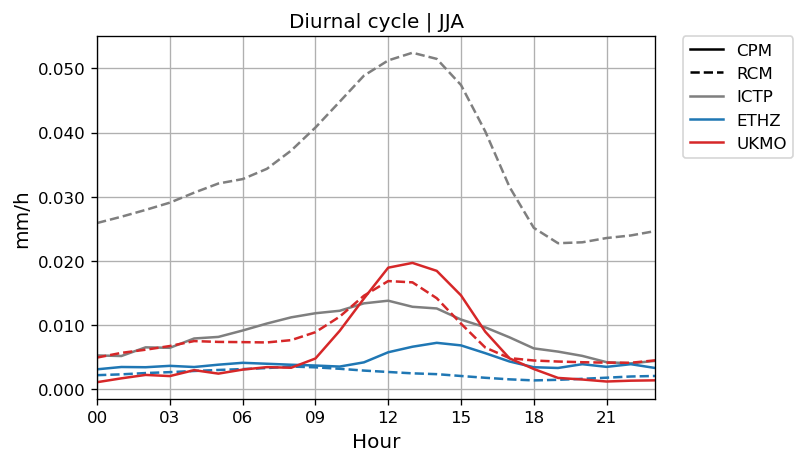 Diurnal cycle | JJA
0.050
0.040
0.030
0.020
0.010
0.000
mm/h
00 03 06 09 12 15 18 21
Hour
CPM
RCM
ICTP
ETHZ
UKMO